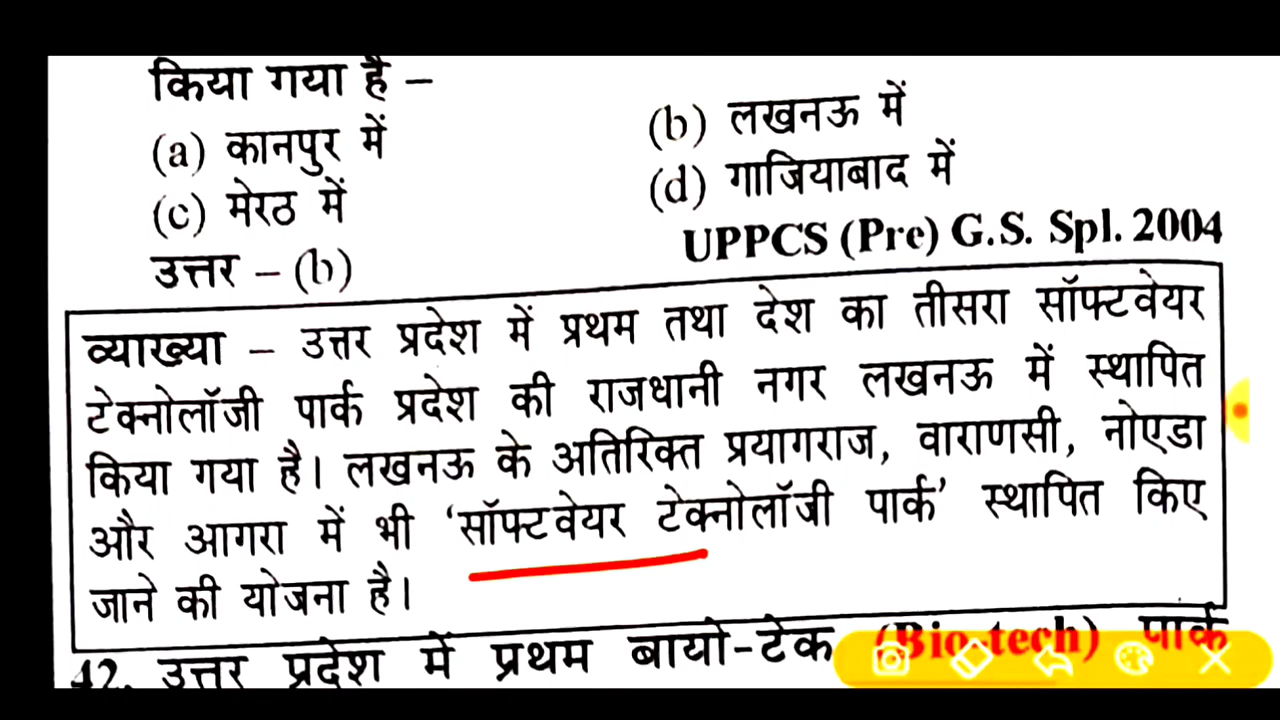 किया गया है –
(a) कानपुर में (b) लखनऊ में
(c) मेरठ में (d) गाजियाबाद में
UPPCS (Pre) G.S. Spl. 2004
उत्तर – (b)
व्याख्या – उत्तर प्रदेश में प्रथम तथा देश का तीसरा सॉफ्टवेयर
टेक्नोलॉजी पार्क प्रदेश की राजधानी नगर लखनऊ में स्थापित
किया गया है। लखनऊ के अतिरिक्त प्रयागराज, वाराणसी, नोएडा
और आगरा में भी ‘सॉफ्टवेयर टेक्नोलॉजी पार्क’ स्थापित किए
जाने की योजना है।
42. उत्तर प्रदेश में प्रथम बायो-टेक (Bio-tech) पार्क